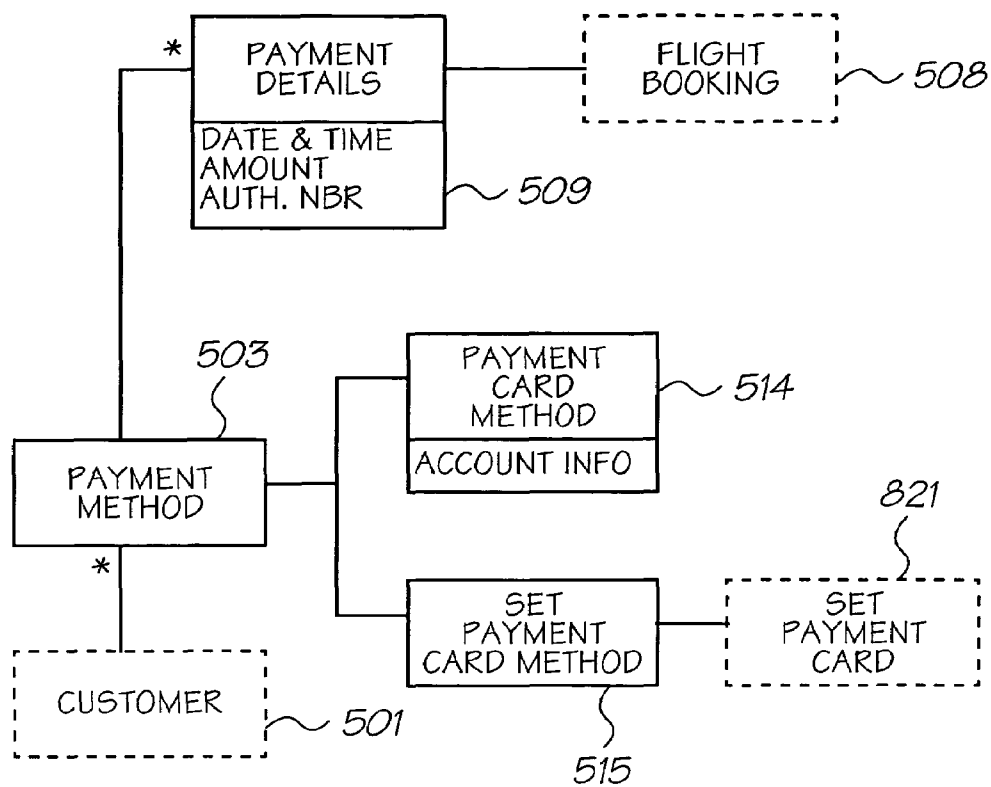 *
PAYMENT
DETAILS
DATE & TIME
AMOUNT
AUTH. NBR
509
FLIGHT
BOOKING
508
503
PAYMENT
METHOD
*
PAYMENT
CARD
METHOD
ACCOUNT INFO
514
SET
PAYMENT
CARD METHOD
515
821
SET
PAYMENT
CARD
CUSTOMER
501